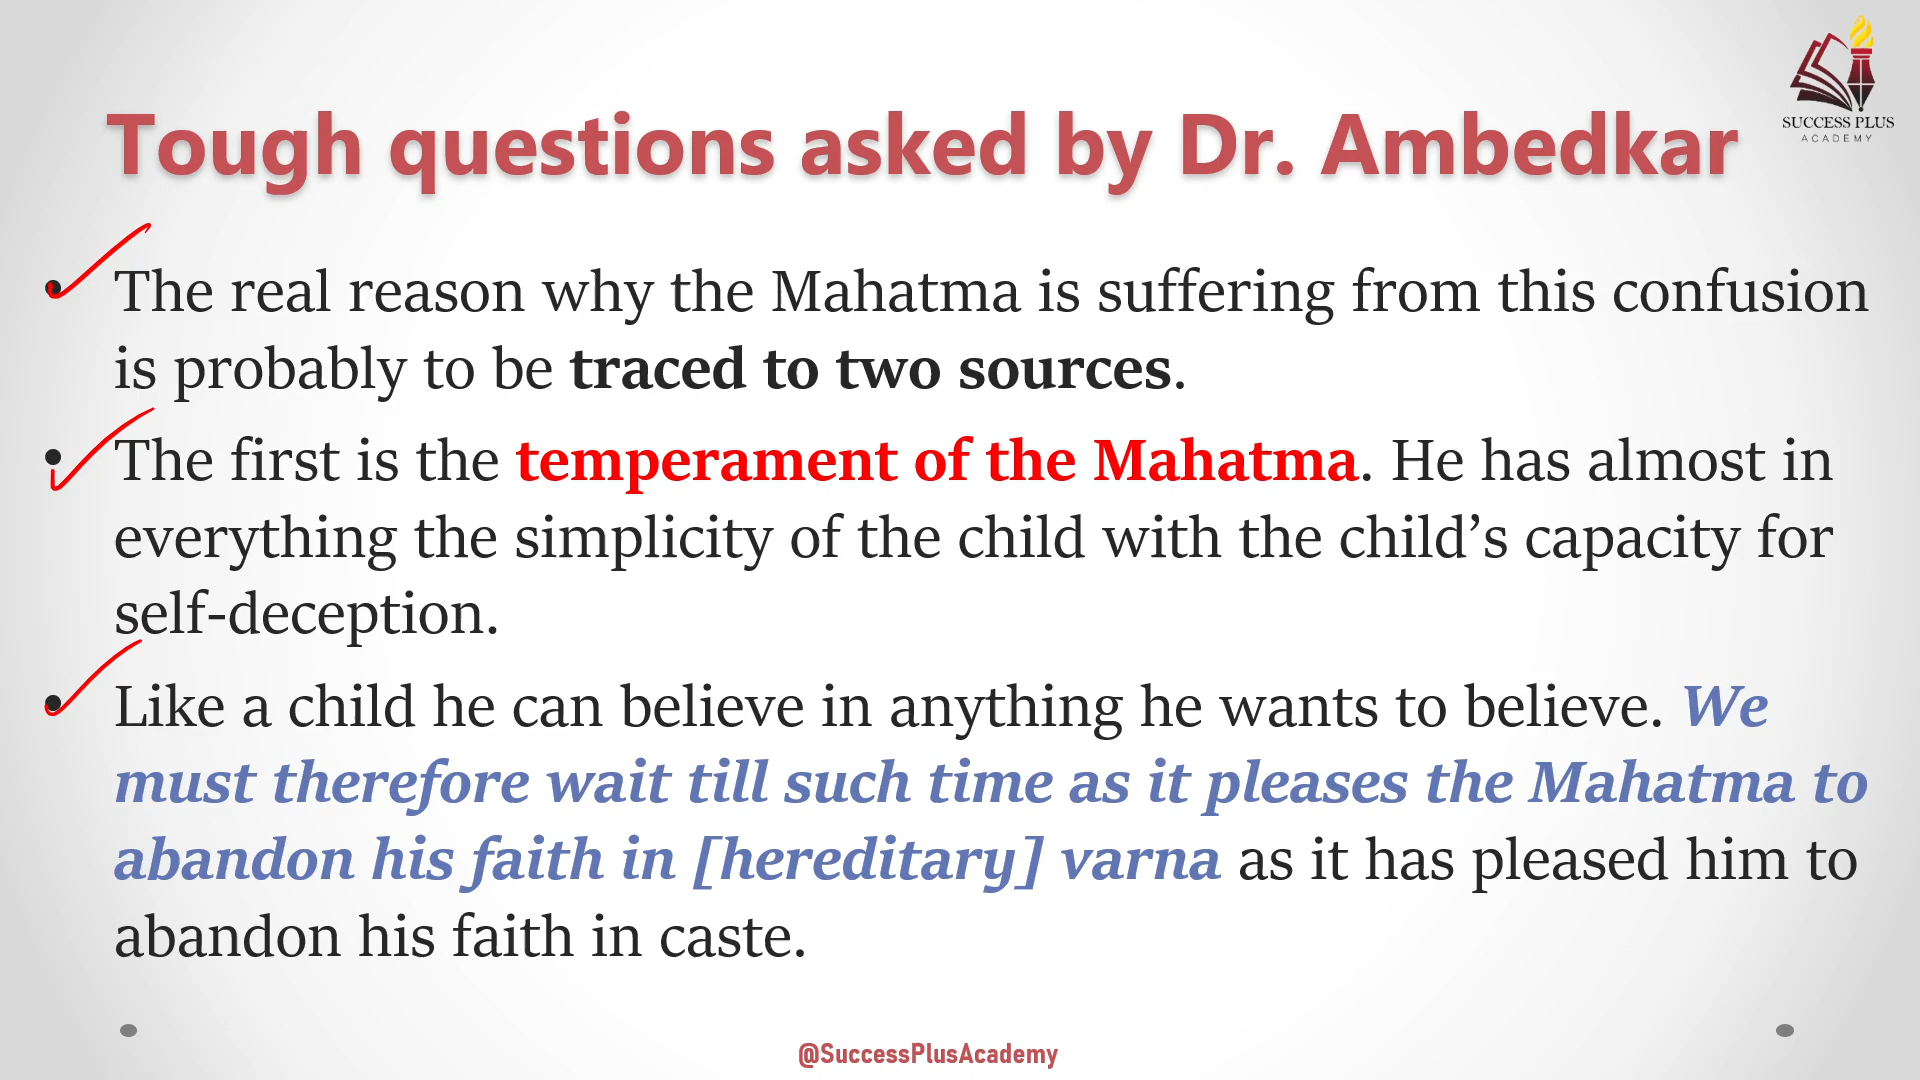 SUCCESS PLUS
ACADEMY
Tough questions asked by Dr. Ambedkar
• The real reason why the Mahatma is suffering from this confusion
is probably to be traced to two sources.
• The first is the temperament of the Mahatma. He has almost in
everything the simplicity of the child with the child’s capacity for
self-deception.
• Like a child he can believe in anything he wants to believe. We
must therefore wait till such time as it pleases the Mahatma to
abandon his faith in [hereditary] varna as it has pleased him to
abandon his faith in caste.
@SuccessPlusAcademy